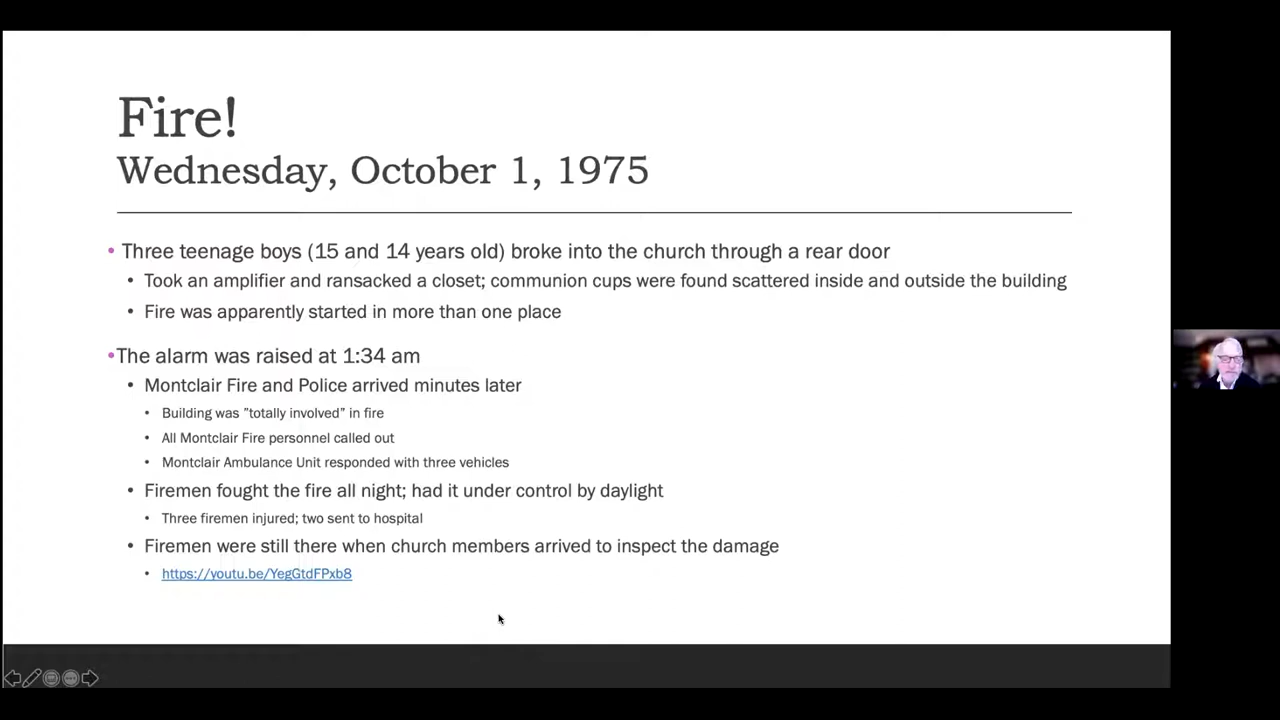 Fire!
Wednesday, October 1, 1975
• Three teenage boys (15 and 14 years old) broke into the church through a rear door
• Took an amplifier and ransacked a closet; communion cups were found scattered inside and outside the building
• Fire was apparently started in more than one place
•The alarm was raised at 1:34 am
• Montclair Fire and Police arrived minutes later
• Building was ”totally involved” in fire
• All Montclair Fire personnel called out
• Montclair Ambulance Unit responded with three vehicles
• Firemen fought the fire all night; had it under control by daylight
• Three firemen injured; two sent to hospital
• Firemen were still there when church members arrived to inspect the damage
• https://youtu.be/YegGtdFPxb8